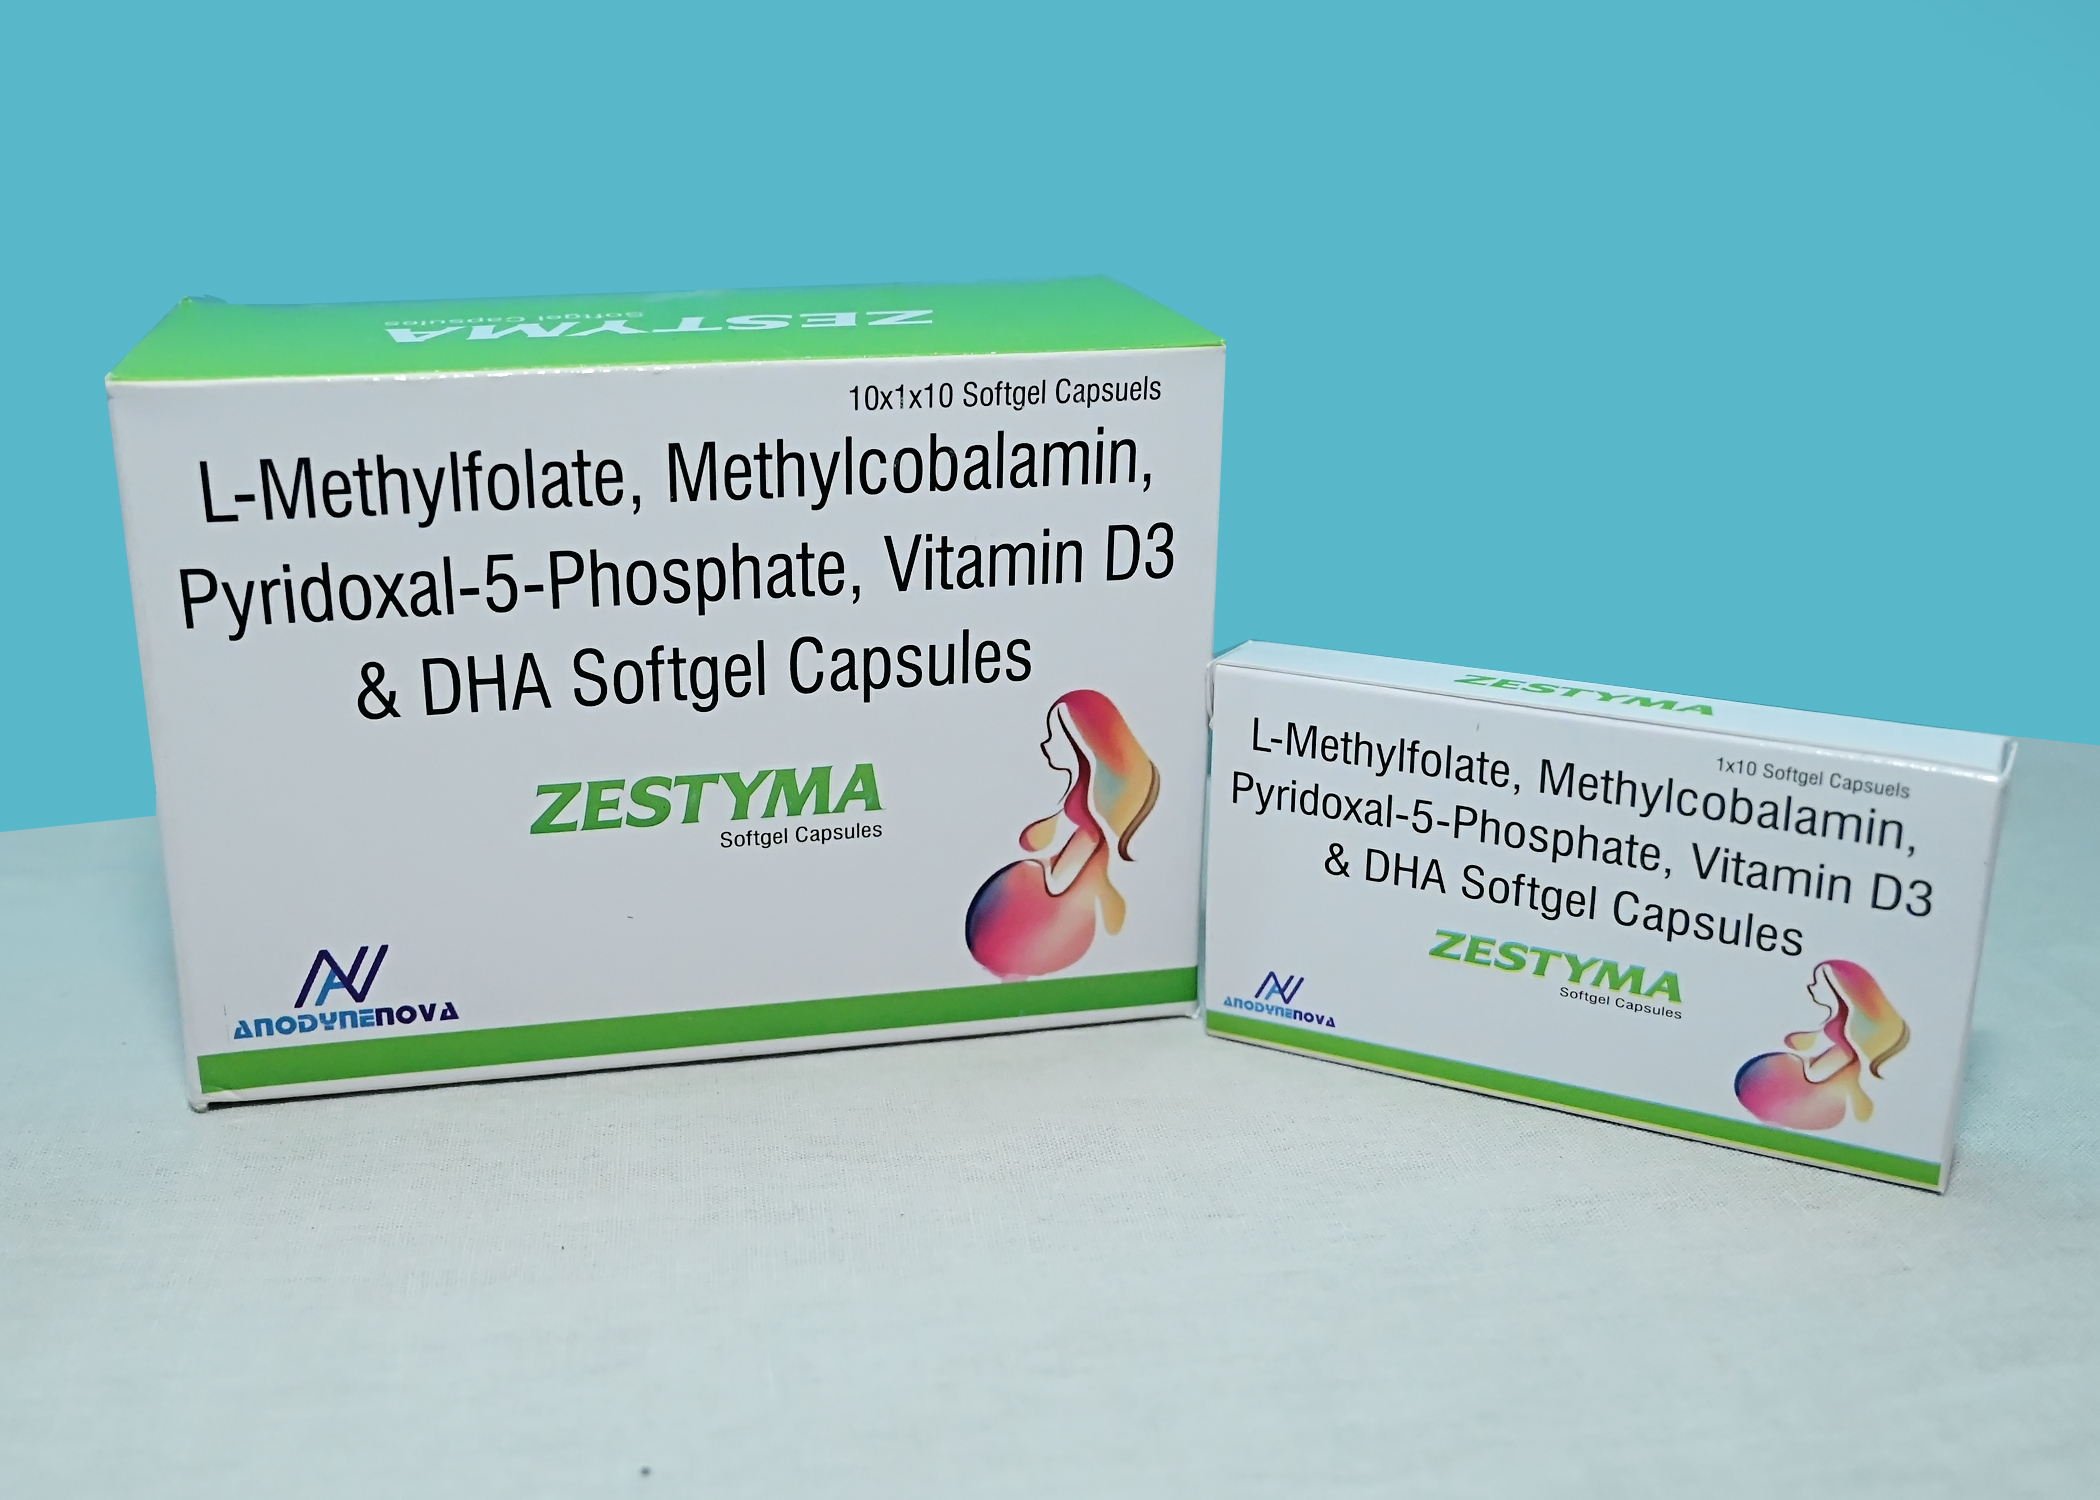 ZESTYMA
Softgel Capsules
10x1x10 Softgel Capsuels
L-Methylfolate, Methylcobalamin,
Pyridoxal-5-Phosphate, Vitamin D3
& DHA Softgel Capsules
ZESTYMA
Softgel Capsules
ANODYNENOVA
ZESTYMA
1x10 Softgel Capsuels
L-Methylfolate, Methylcobalamin,
Pyridoxal-5-Phosphate, Vitamin D3
& DHA Softgel Capsules
ZESTYMA
Softgel Capsules
ANODYNENOVA